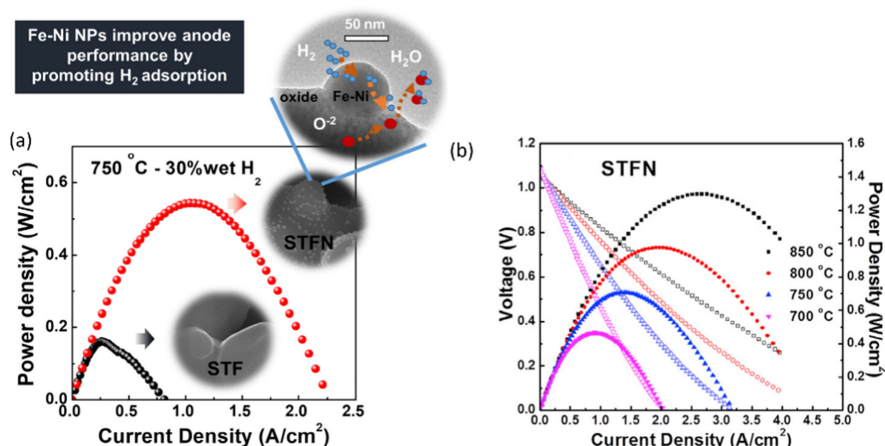 Fe-Ni NPs improve anode
performance by
promoting H₂ adsorption
50 nm
H₂
H₂O
oxide
Fe-Ni
O⁻²
(a)
750 °C - 30%wet H₂
STFN
STF
Power density (W/cm²)
0.6
0.4
0.2
0.0
0.0
0.5
1.0
1.5
2.0
2.5
Current Density (A/cm²)
(b)
STFN
Voltage (V)
1.2
1.0
0.8
0.6
0.4
0.2
0.0
850 °C
800 °C
750 °C
700 °C
1.6
1.4
1.2
1.0
0.8
0.6
0.4
0.2
0.0
Power Density (W/cm²)
0.0 0.5 1.0 1.5 2.0 2.5 3.0 3.5 4.0 4.5 5.0
Current Density (A/cm²)